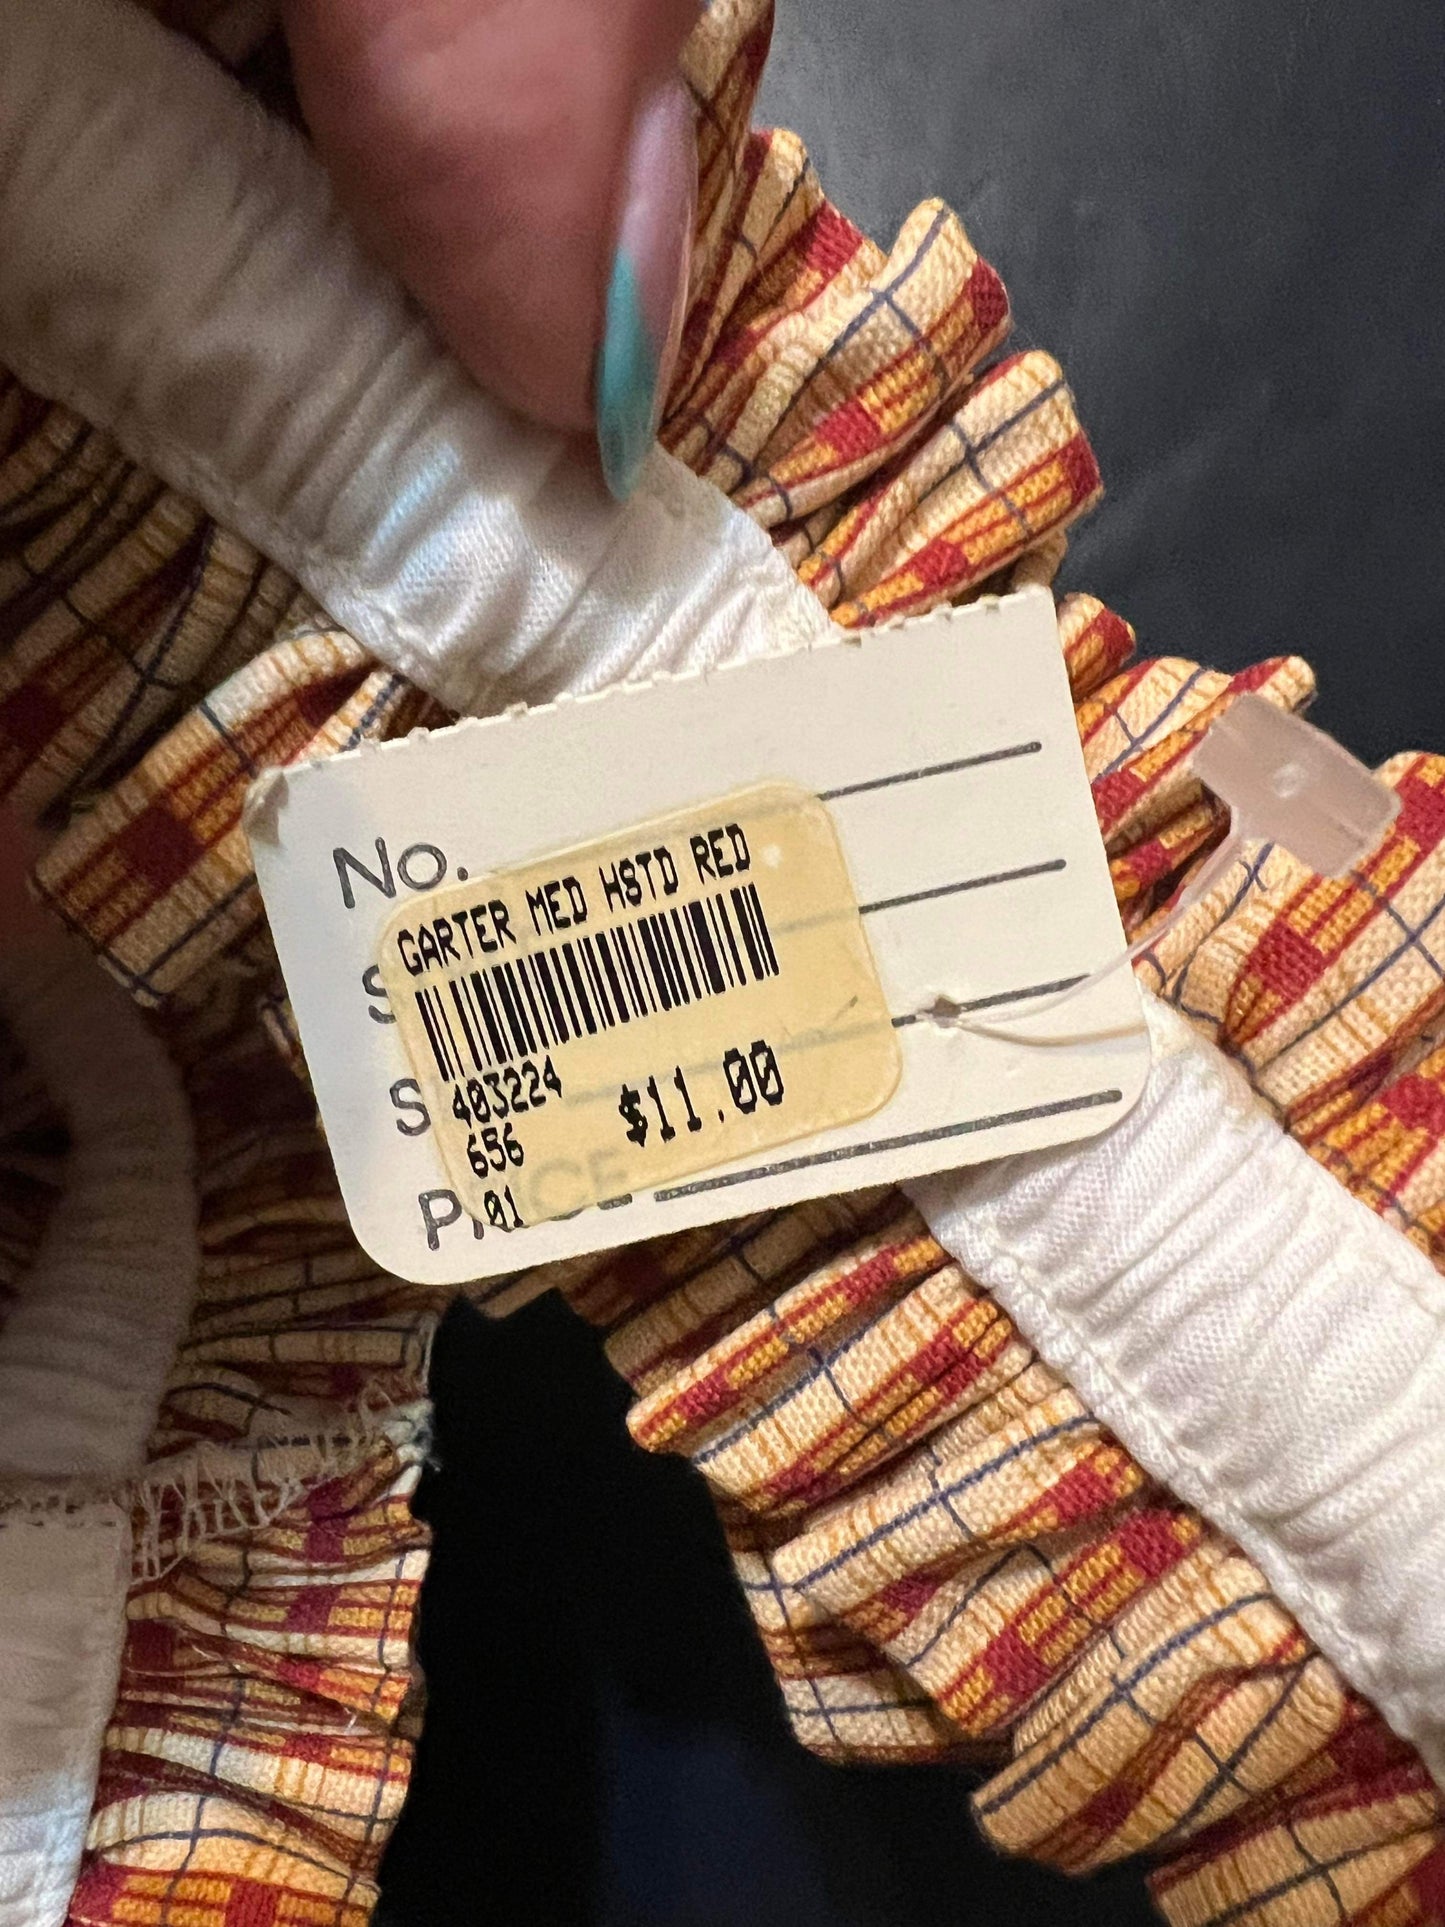 No.
GARTER MED HSTD RED
S
403224
S
$11.00
656
01